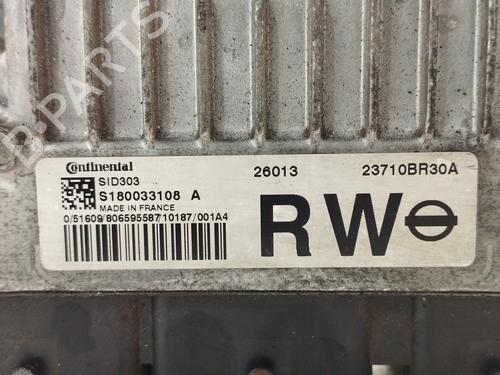 B-PARTS
Continental
SID303
S180033108 A
MADE IN FRANCE
0/51609/806595587/10187/001A4
26013
23710BR30A
RW